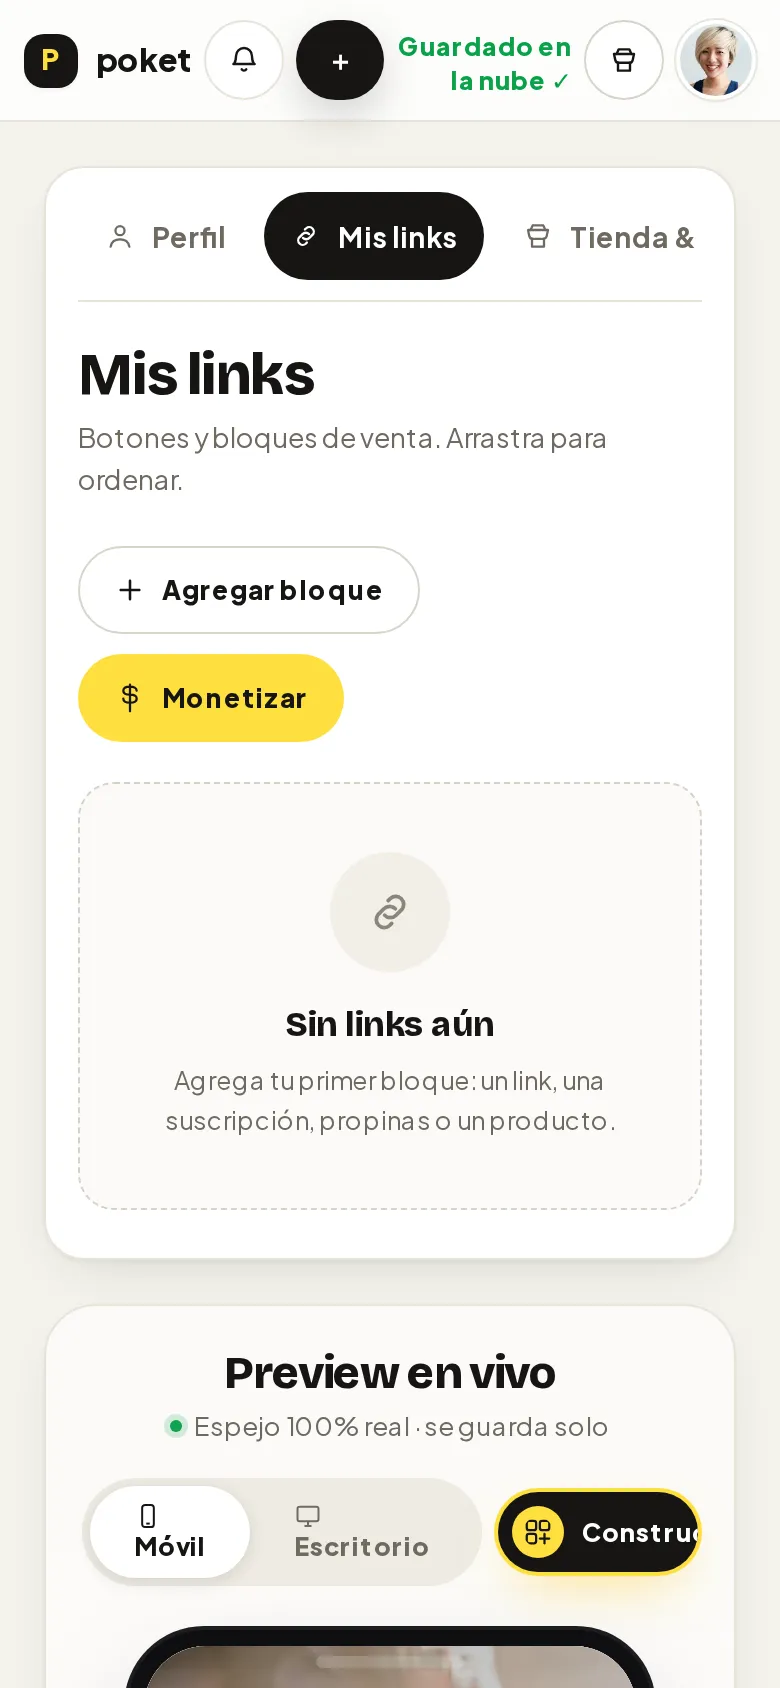 P poket + Guardado en
la nube ✓
Perfil Mis links Tienda &
Mis links
Botones y bloques de venta. Arrastra para
ordenar.
+ Agregar bloque
$ Monetizar
Sin links aún
Agrega tu primer bloque: un link, una
suscripción, propinas o un producto.
Preview en vivo
Espejo 100% real · se guarda solo
Móvil Escritorio Construc